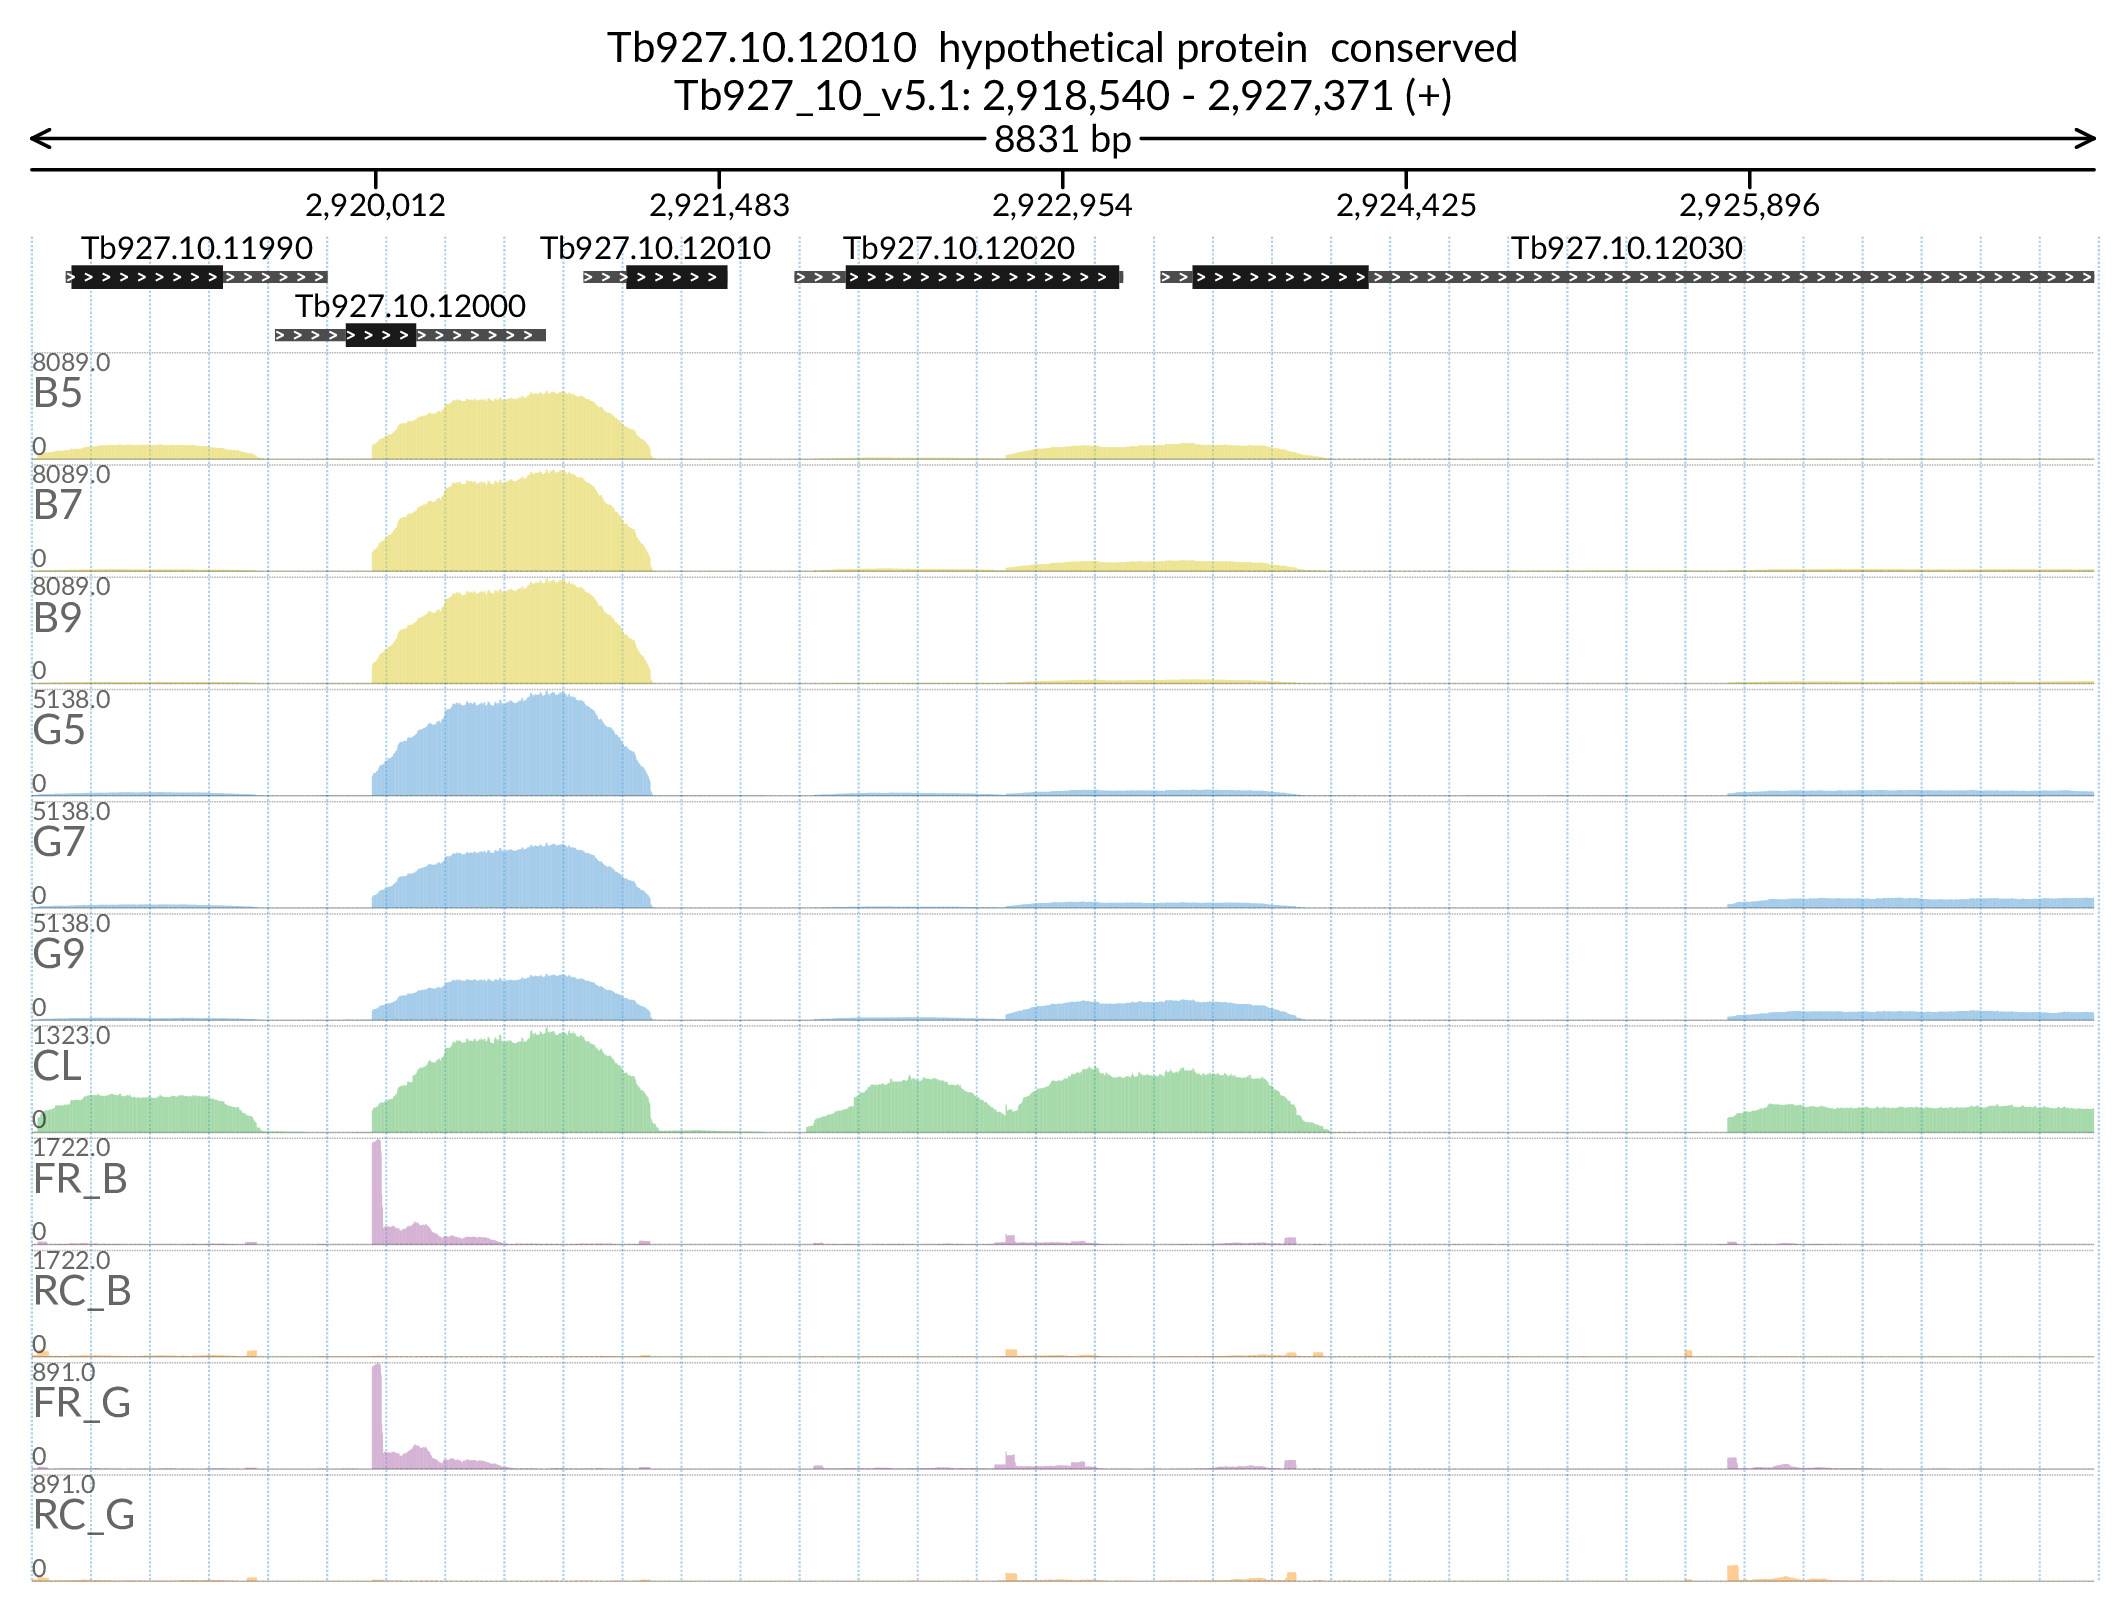 Tb927.10.12010  hypothetical protein  conserved
Tb927_10_v5.1: 2,918,540 - 2,927,371 (+)
8831 bp
2,920,012 2,921,483 2,922,954 2,924,425 2,925,896
Tb927.10.11990 Tb927.10.12010 Tb927.10.12020 Tb927.10.12030
Tb927.10.12000
8089.0
B5
0
8089.0
B7
0
8089.0
B9
0
5138.0
G5
0
5138.0
G7
0
5138.0
G9
0
1323.0
CL
0
1722.0
FR_B
0
1722.0
RC_B
0
891.0
FR_G
0
891.0
RC_G
0